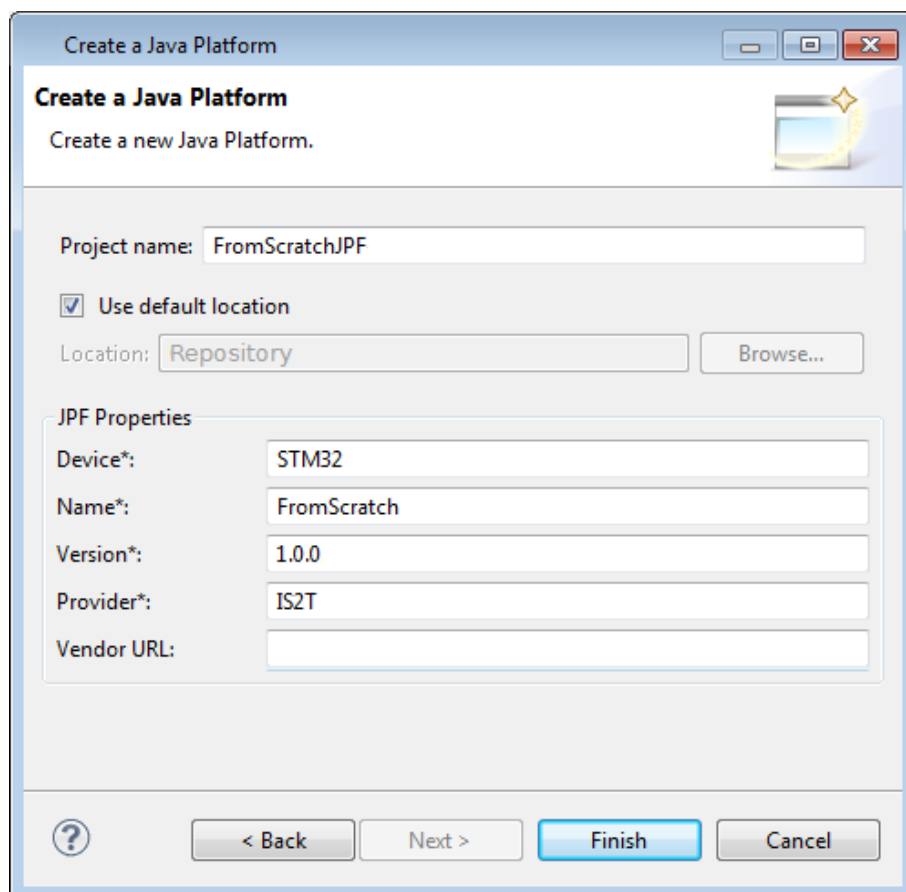 Create a Java Platform
Create a Java Platform
Create a new Java Platform.
Project name: FromScratchJPF
Use default location
Location: Repository Browse...
JPF Properties
Device*: STM32
Name*: FromScratch
Version*: 1.0.0
Provider*: IS2T
Vendor URL:
? < Back Next > Finish Cancel